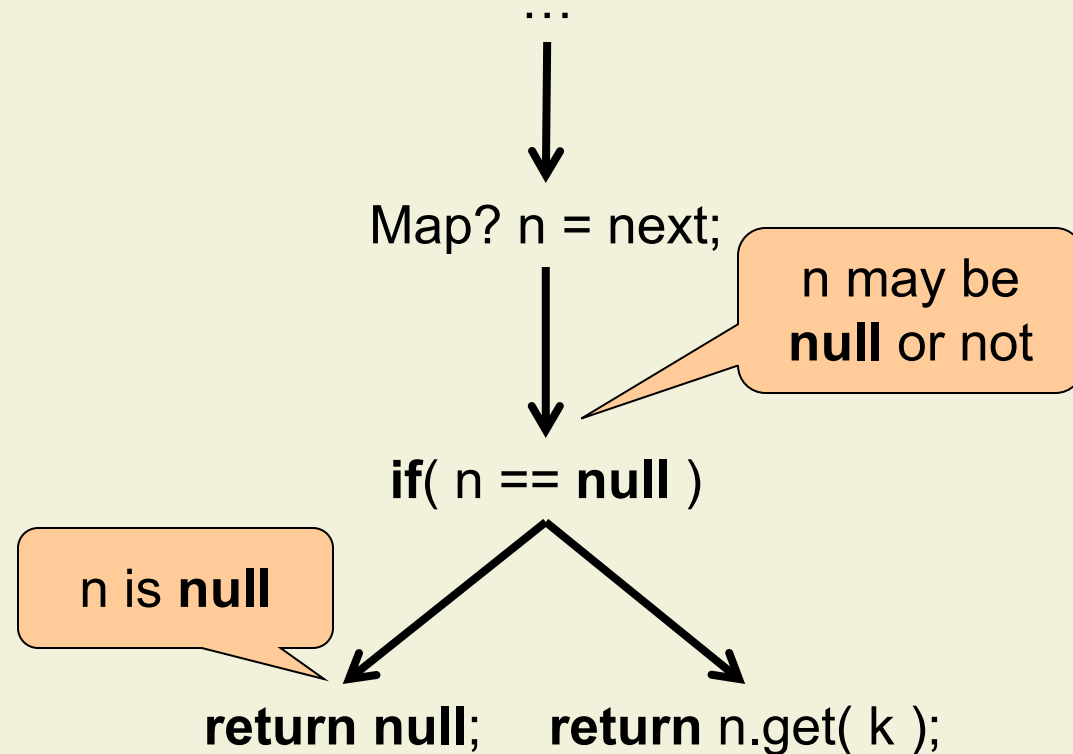 …
Map? n = next;
n may be
null or not
if( n == null )
n is null
return null; return n.get( k );